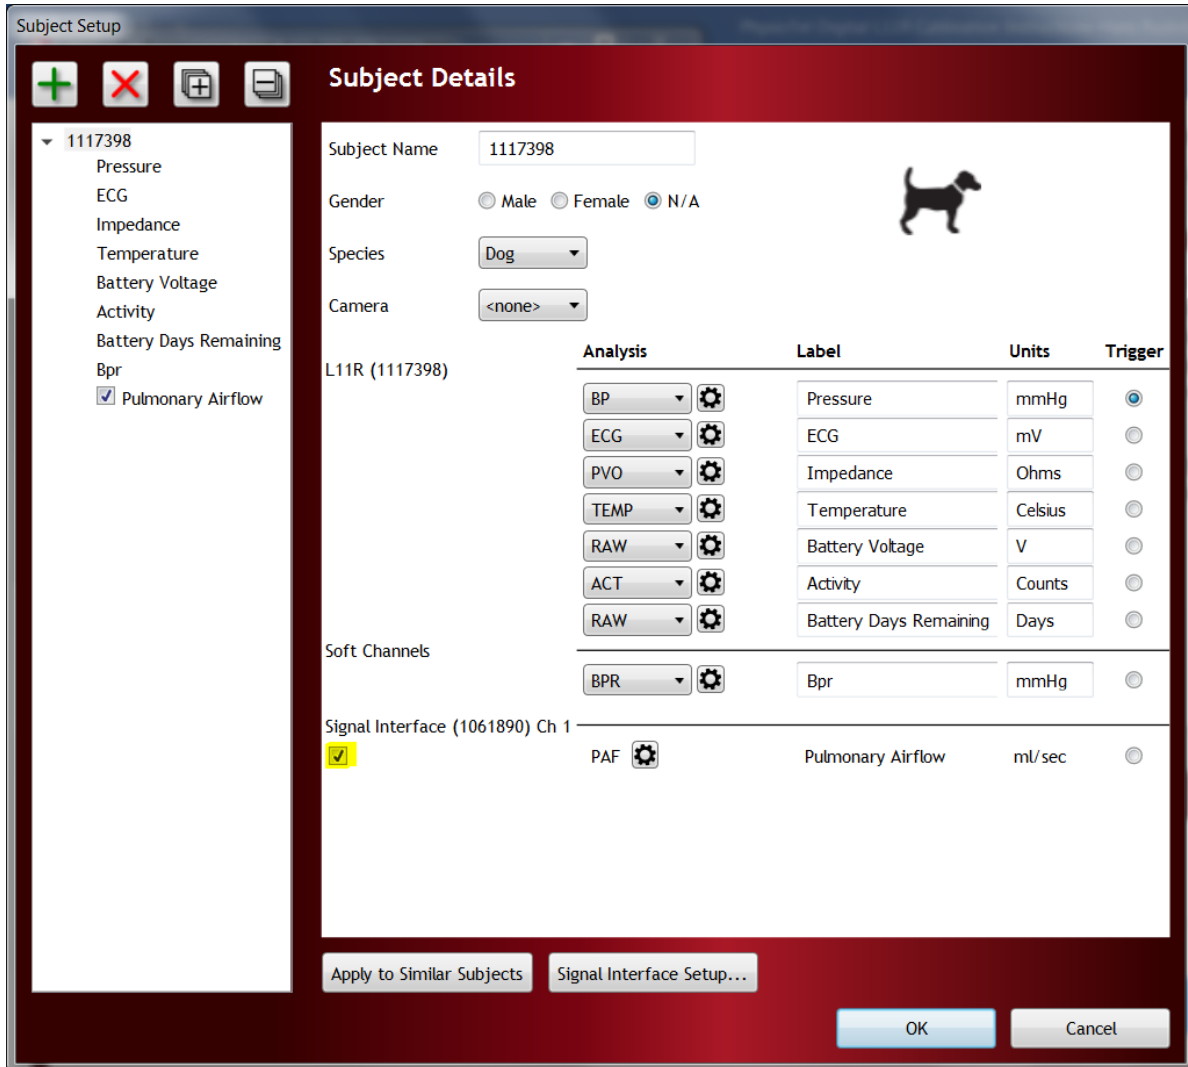 Subject Setup
Subject Details
1117398
Pressure
ECG
Impedance
Temperature
Battery Voltage
Activity
Battery Days Remaining
Bpr
Pulmonary Airflow
Subject Name 1117398
Gender Male Female N/A
Species Dog
Camera <none>
Analysis Label Units Trigger
L11R (1117398)
BP Pressure mmHg
ECG ECG mV
PVO Impedance Ohms
TEMP Temperature Celsius
RAW Battery Voltage V
ACT Activity Counts
RAW Battery Days Remaining Days
Soft Channels
BPR Bpr mmHg
Signal Interface (1061890) Ch 1
PAF Pulmonary Airflow ml/sec
Apply to Similar Subjects Signal Interface Setup...
OK Cancel